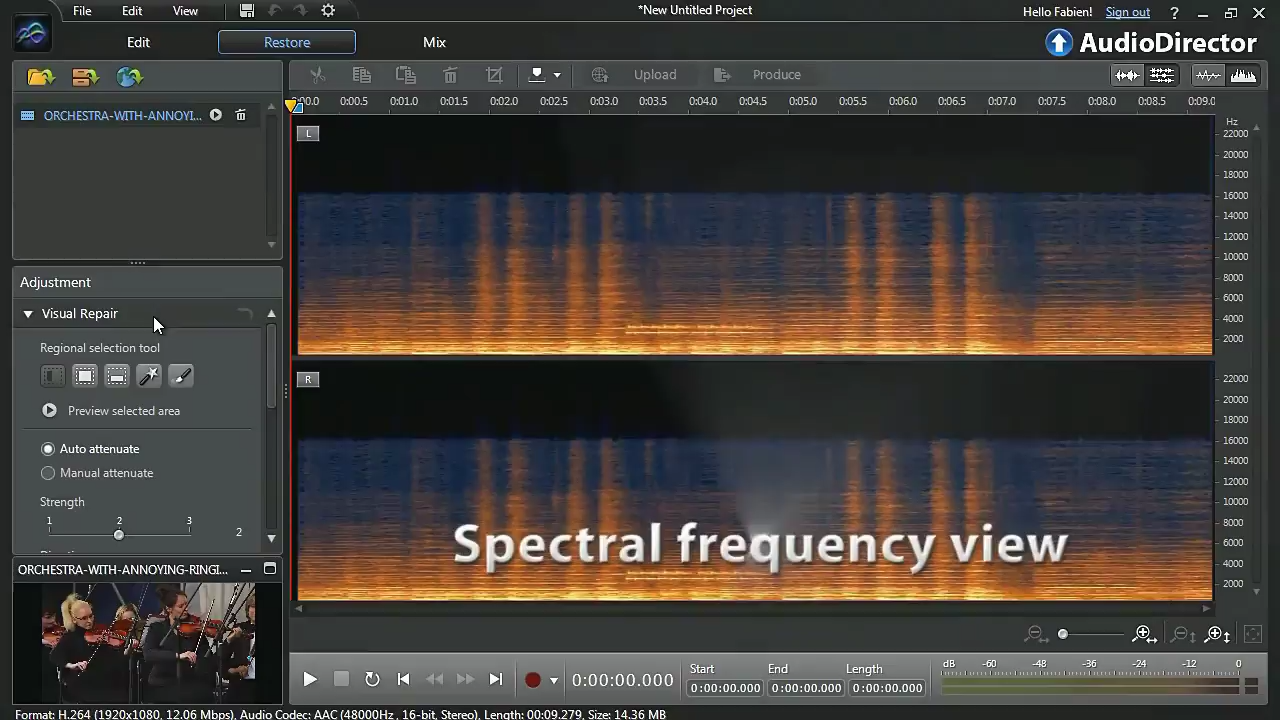 File Edit View
*New Untitled Project
Hello Fabien! Sign out ?
Edit Restore Mix
AudioDirector
Upload Produce
ORCHESTRA-WITH-ANNOYI...
0:00.0 0:00.5 0:01.0 0:01.5 0:02.0 0:02.5 0:03.0 0:03.5 0:04.0 0:04.5 0:05.0 0:05.5 0:06.0 0:06.5 0:07.0 0:07.5 0:08.0 0:08.5 0:09.0
Hz
L
22000
20000
18000
16000
14000
12000
10000
8000
6000
4000
2000
Adjustment
Visual Repair
Regional selection tool
Preview selected area
Auto attenuate
Manual attenuate
Strength
1 2 3
2
R
22000
20000
18000
16000
14000
12000
10000
8000
6000
4000
2000
Spectral frequency view
ORCHESTRA-WITH-ANNOYING-RINGI...
0:00:00.000
Start End Length
0:00:00.000 0:00:00.000 0:00:00.000
dB -60 -48 -36 -24 -12 0
Format: H.264 (1920x1080, 12.06 Mbps), Audio Codec: AAC (48000Hz , 16-bit, Stereo), Length: 00:09.279, Size: 14.36 MB